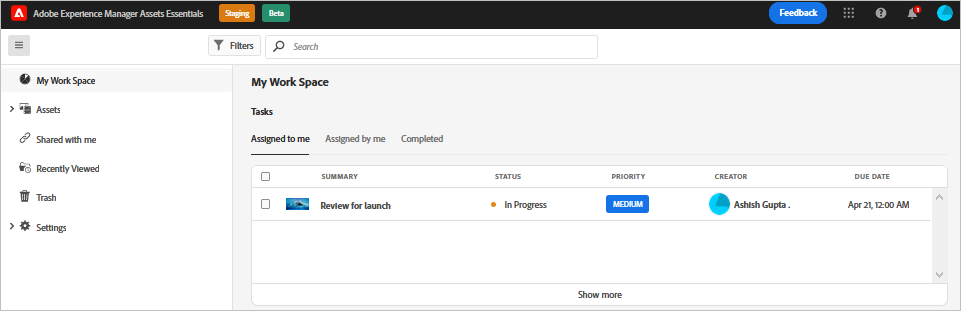 Adobe Experience Manager Assets Essentials Staging Beta Feedback 1
Filters Search
My Work Space
Assets
Shared with me
Recently Viewed
Trash
Settings
My Work Space
Tasks
Assigned to me Assigned by me Completed
SUMMARY STATUS PRIORITY CREATOR DUE DATE
Review for launch In Progress MEDIUM Ashish Gupta . Apr 21, 12:00 AM
Show more